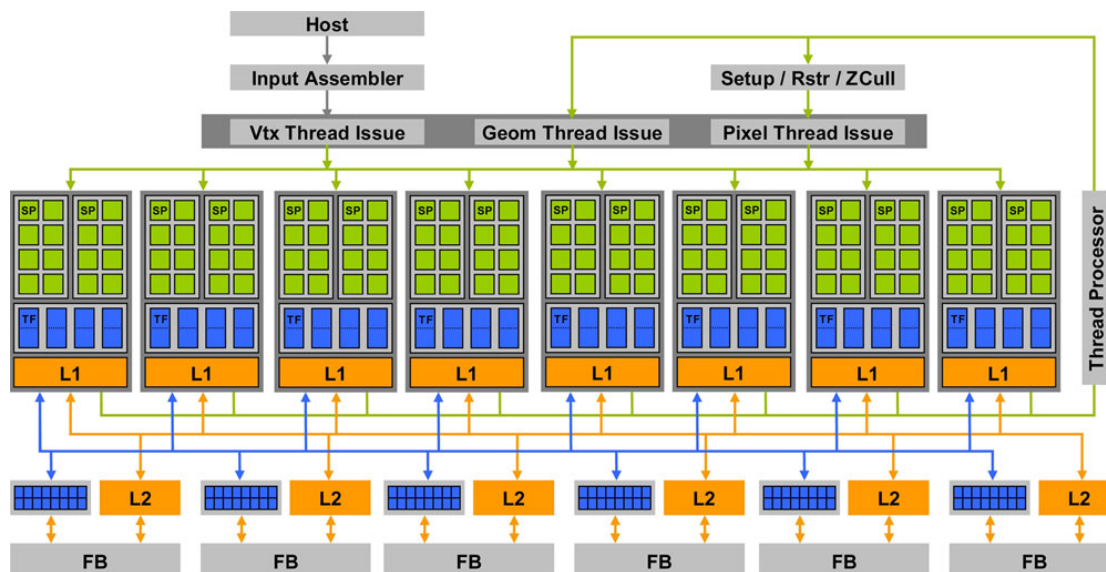 Host
Input Assembler
Setup / Rstr / ZCull
Vtx Thread Issue
Geom Thread Issue
Pixel Thread Issue
SP SP SP SP SP SP SP SP SP SP SP SP SP SP SP SP
Thread Processor
TF TF TF TF TF TF TF TF
L1 L1 L1 L1 L1 L1 L1 L1
L2 L2 L2 L2 L2 L2
FB FB FB FB FB FB